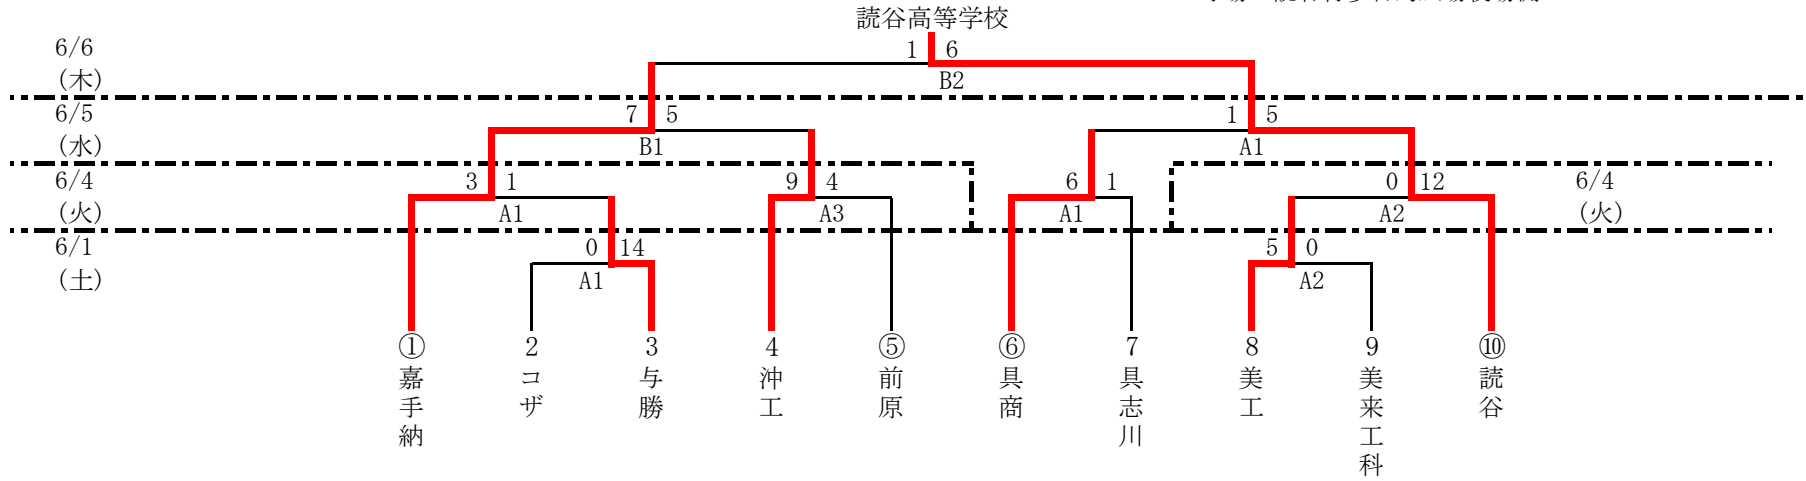 読谷高等学校
6/6 1 6
(木) B2
6/5 7 5 1 5
(水) B1 A1
6/4 3 1 9 4 6 1 0 12 6/4
(火) A1 A3 A1 A2 (火)
6/1 0 14 5 0
(土) A1 A2
① 2 3 4 ⑤ ⑥ 7 8 9 ⑩
嘉手納
コザ
与勝
沖工
前原
具商
具志川
美工
美来工科
読谷